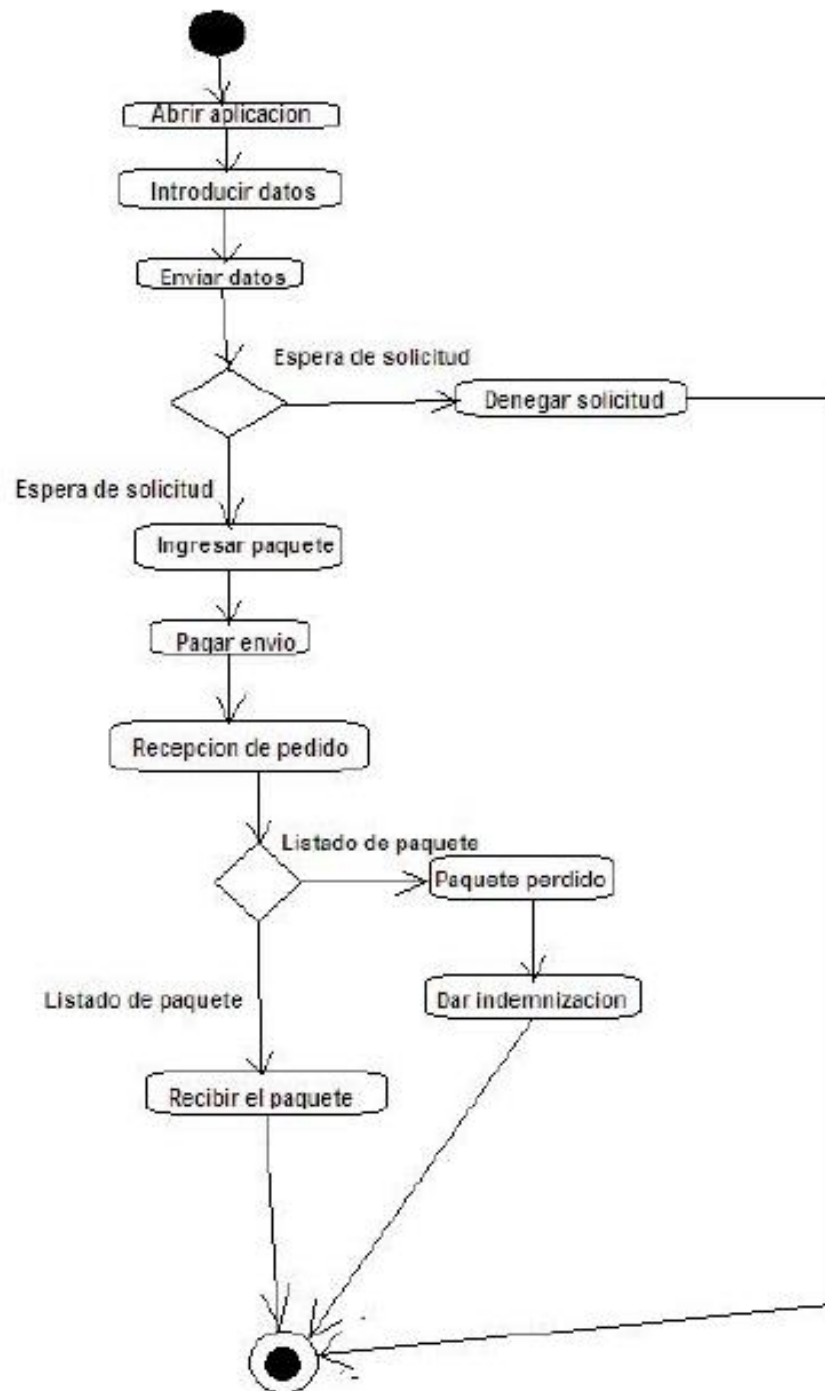 Abrir aplicacion
Introducir datos
Enviar datos
Espera de solicitud
Denegar solicitud
Espera de solicitud
Ingresar paquete
Pagar envio
Recepcion de pedido
Listado de paquete
Paquete perdido
Listado de paquete
Dar indemnizacion
Recibir el paquete